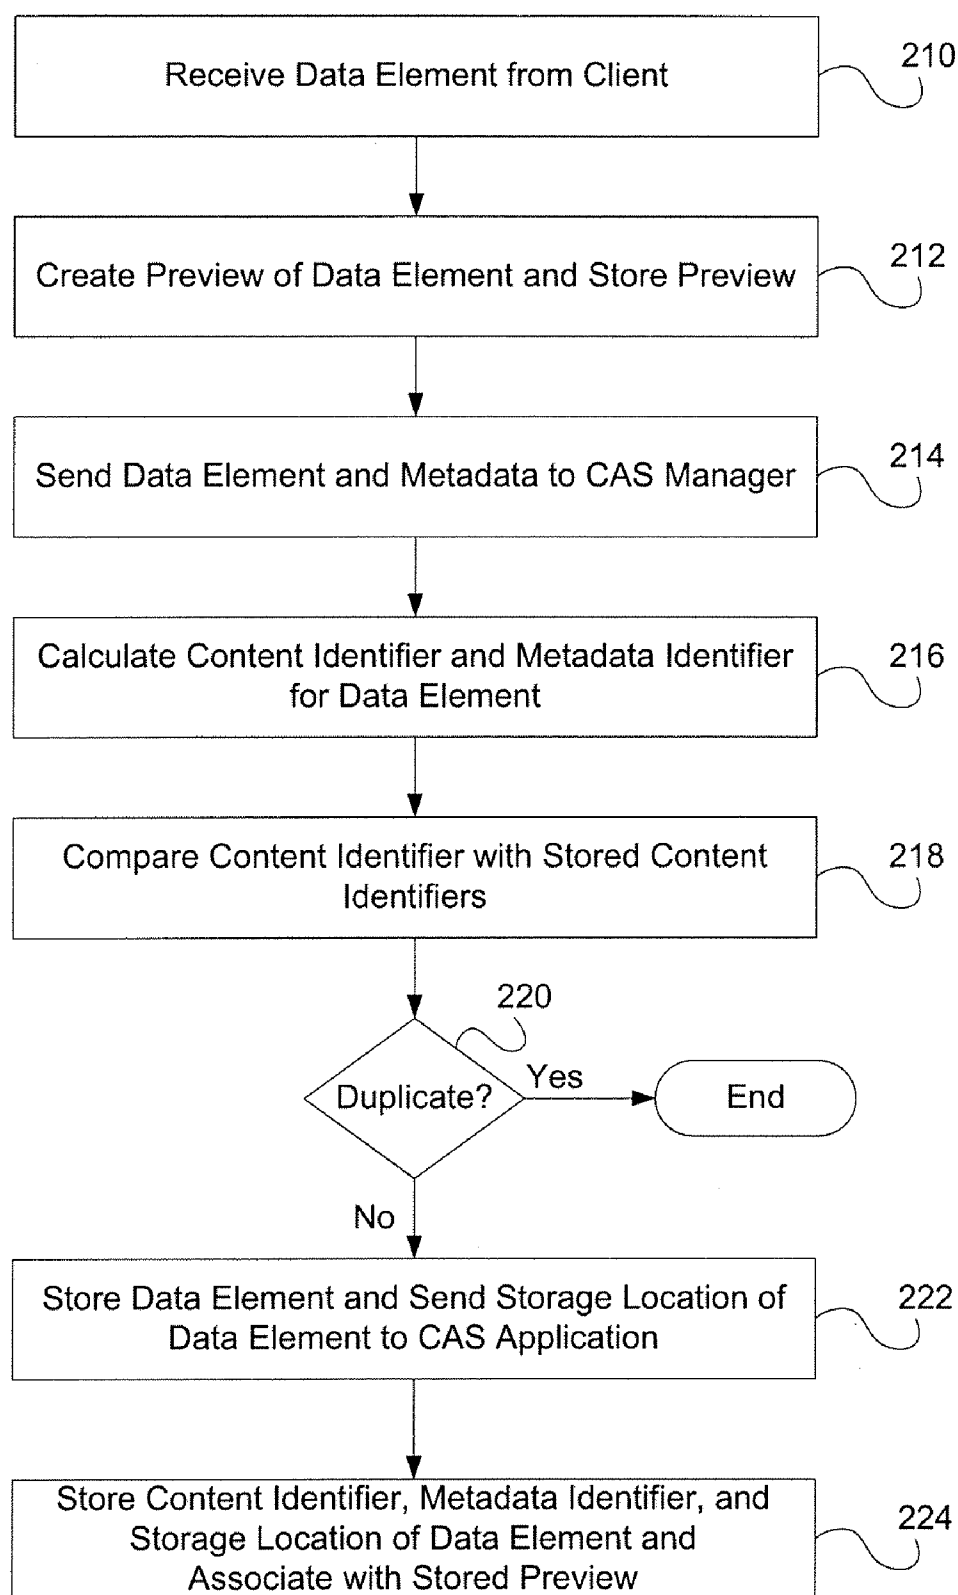 Receive Data Element from Client
210
Create Preview of Data Element and Store Preview
212
Send Data Element and Metadata to CAS Manager
214
Calculate Content Identifier and Metadata Identifier
for Data Element
216
Compare Content Identifier with Stored Content
Identifiers
218
220
Duplicate?
Yes
End
No
Store Data Element and Send Storage Location of
Data Element to CAS Application
222
Store Content Identifier, Metadata Identifier, and
Storage Location of Data Element and
Associate with Stored Preview
224